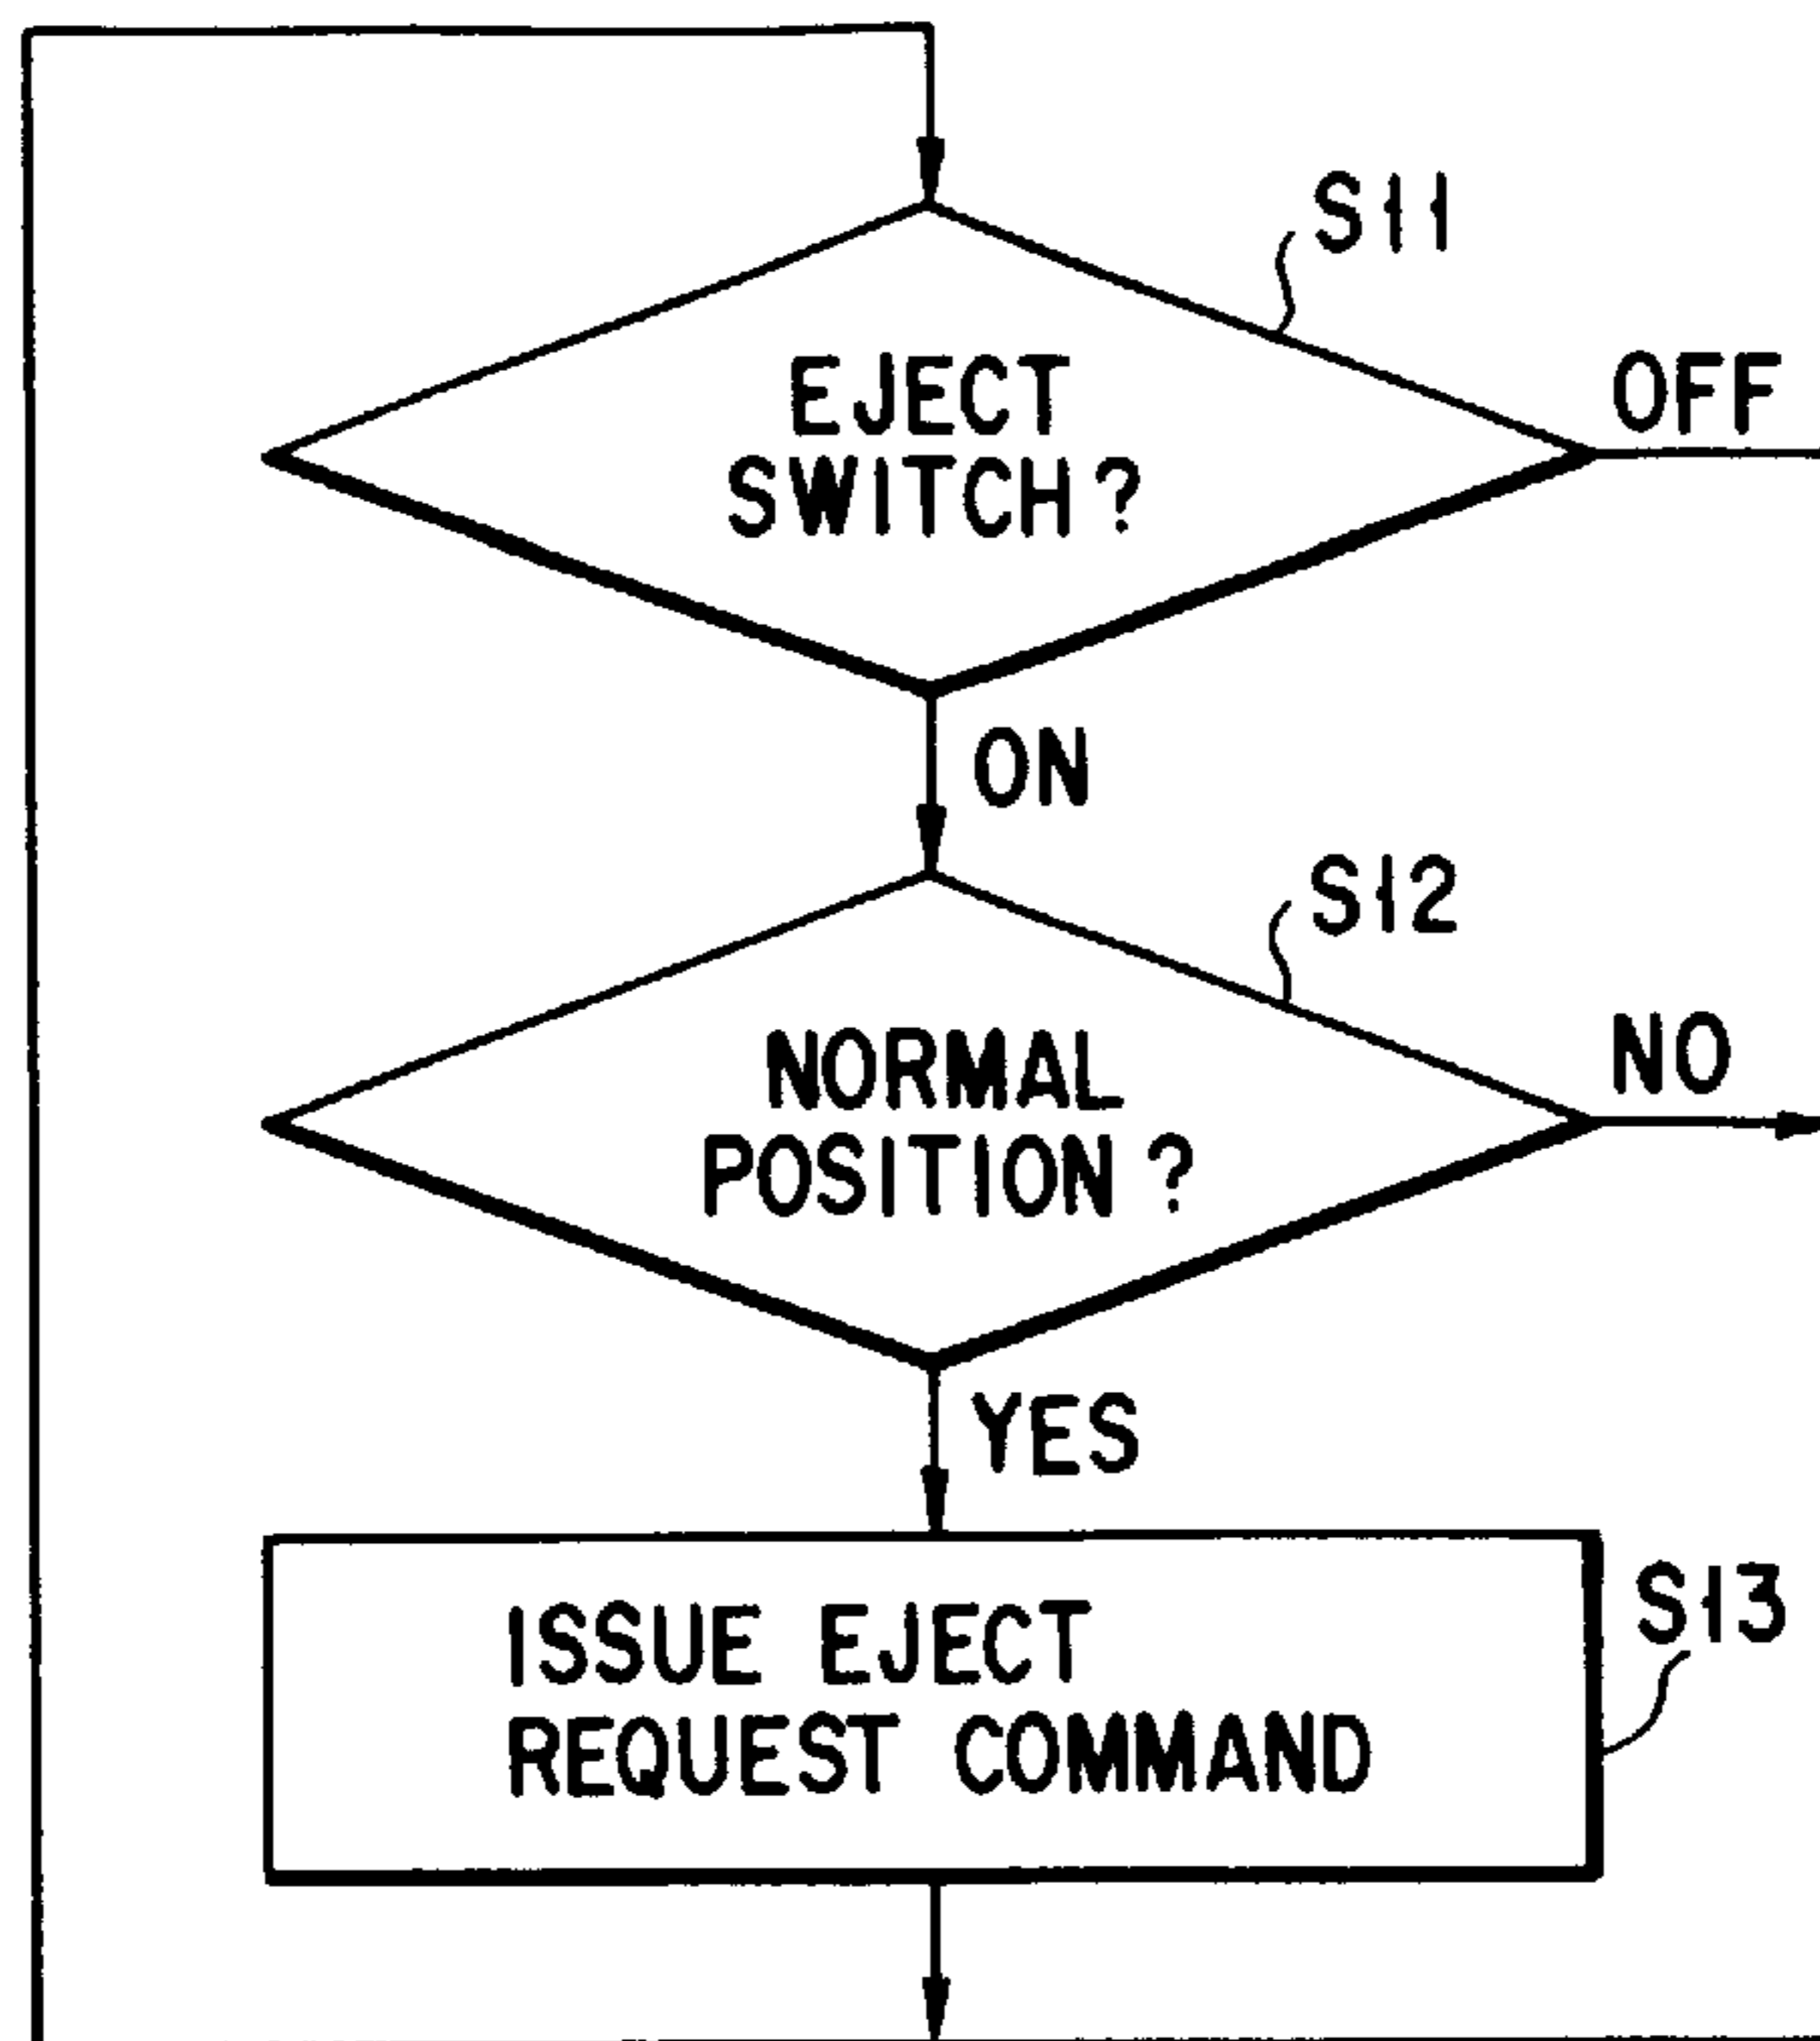 S11
EJECT
SWITCH?
OFF
ON
S12
NORMAL
POSITION?
NO
YES
ISSUE EJECT
REQUEST COMMAND
S13